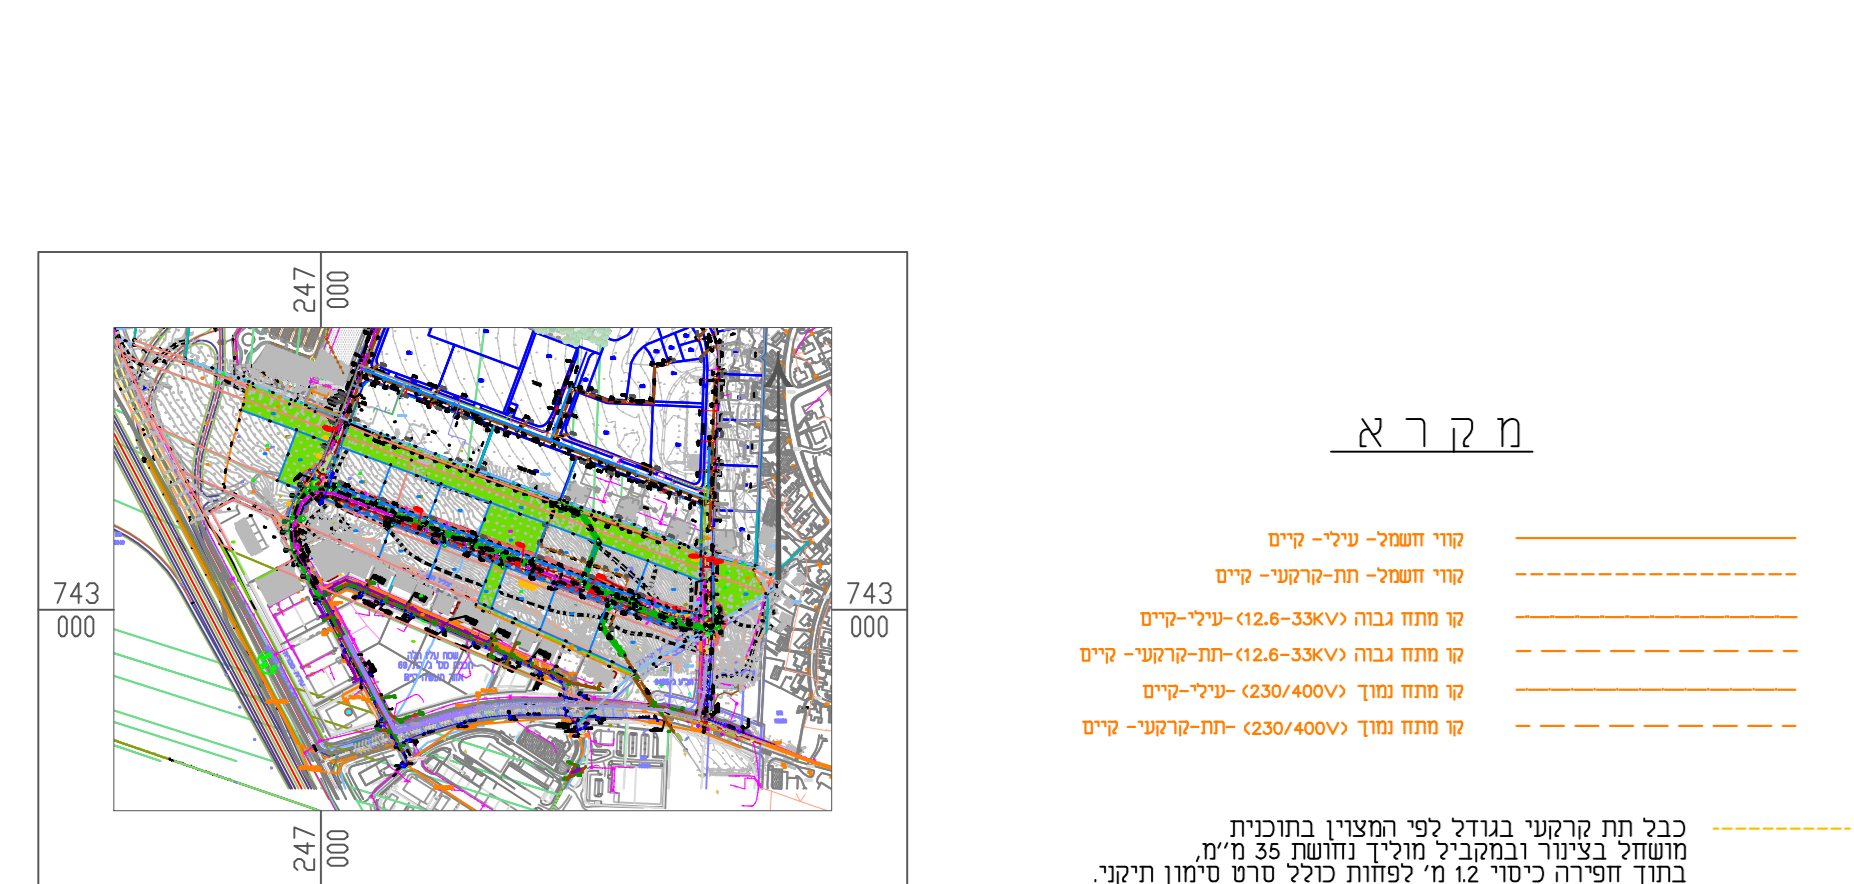 247
000
743
000
743
000
247
000
מקרא
קווי חשמל- עילי- קיים
קווי חשמל- תת-קרקעי- קיים
קו מתח גבוה (12.6-33KV)-עילי-קיים
קו מתח גבוה (12.6-33KV)-תת-קרקעי- קיים
קו מתח נמוך (230/400V) -עילי-קיים
קו מתח נמוך (230/400V) -תת-קרקעי- קיים
כבל תת קרקעי בגודל לפי המצוין בתוכנית
מושחל בצינור ובמקביל מוליך נחושת 35 מ''מ,
בתוך חפירה כיסוי 1.2 מ' לפחות כולל סרט סימון תיקני.